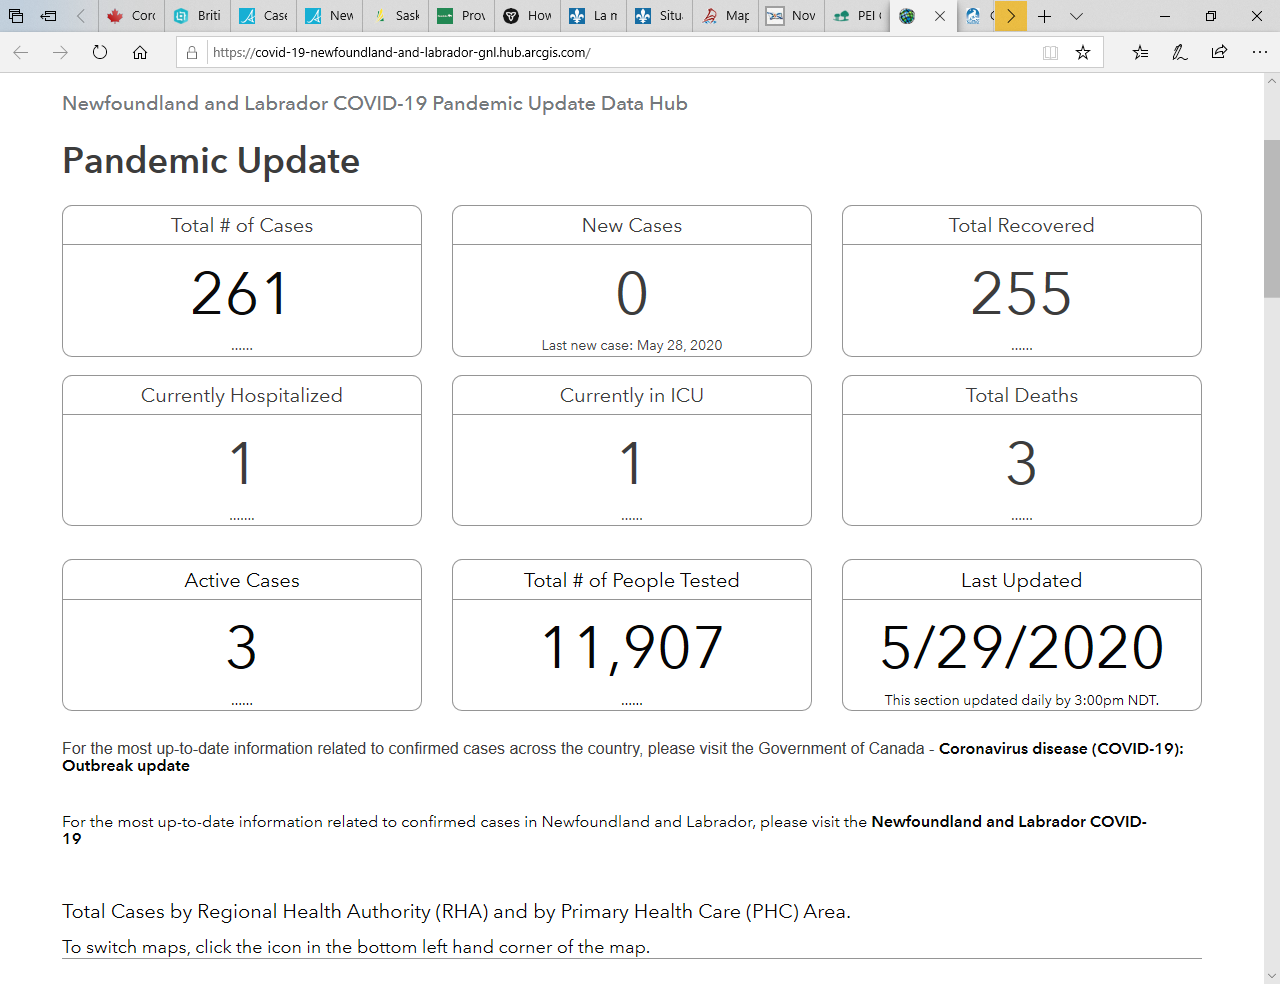 Coro
Briti
Case
New
Sask
Prov
How
La m
Situa
Map
Nov
PEI
https://covid-19-newfoundland-and-labrador-gnl.hub.arcgis.com/
Newfoundland and Labrador COVID-19 Pandemic Update Data Hub
Pandemic Update
Total # of Cases
261
......
New Cases
0
Last new case: May 28, 2020
Total Recovered
255
......
Currently Hospitalized
1
.......
Currently in ICU
1
......
Total Deaths
3
......
Active Cases
3
......
Total # of People Tested
11,907
......
Last Updated
5/29/2020
This section updated daily by 3:00pm NDT.
For the most up-to-date information related to confirmed cases across the country, please visit the Government of Canada - Coronavirus disease (COVID-19):
Outbreak update
For the most up-to-date information related to confirmed cases in Newfoundland and Labrador, please visit the Newfoundland and Labrador COVID-
19
Total Cases by Regional Health Authority (RHA) and by Primary Health Care (PHC) Area.
To switch maps, click the icon in the bottom left hand corner of the map.